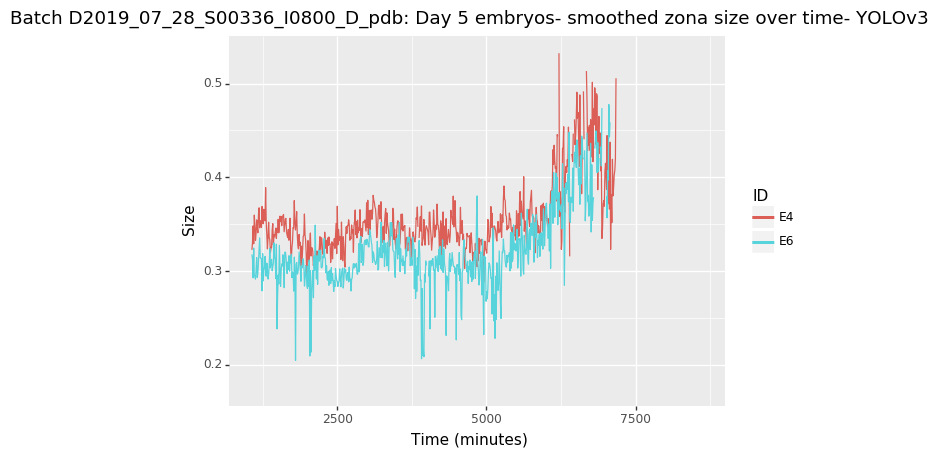 Batch D2019_07_28_S00336_I0800_D_pdb: Day 5 embryos- smoothed zona size over time- YOLOv3
0.5
0.4
0.3
0.2
Size
2500
5000
7500
Time (minutes)
ID
E4
E6